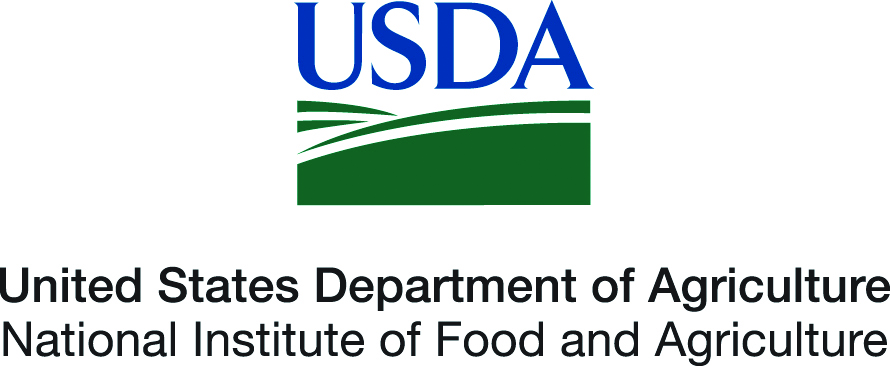 USDA
United States Department of Agriculture
National Institute of Food and Agriculture